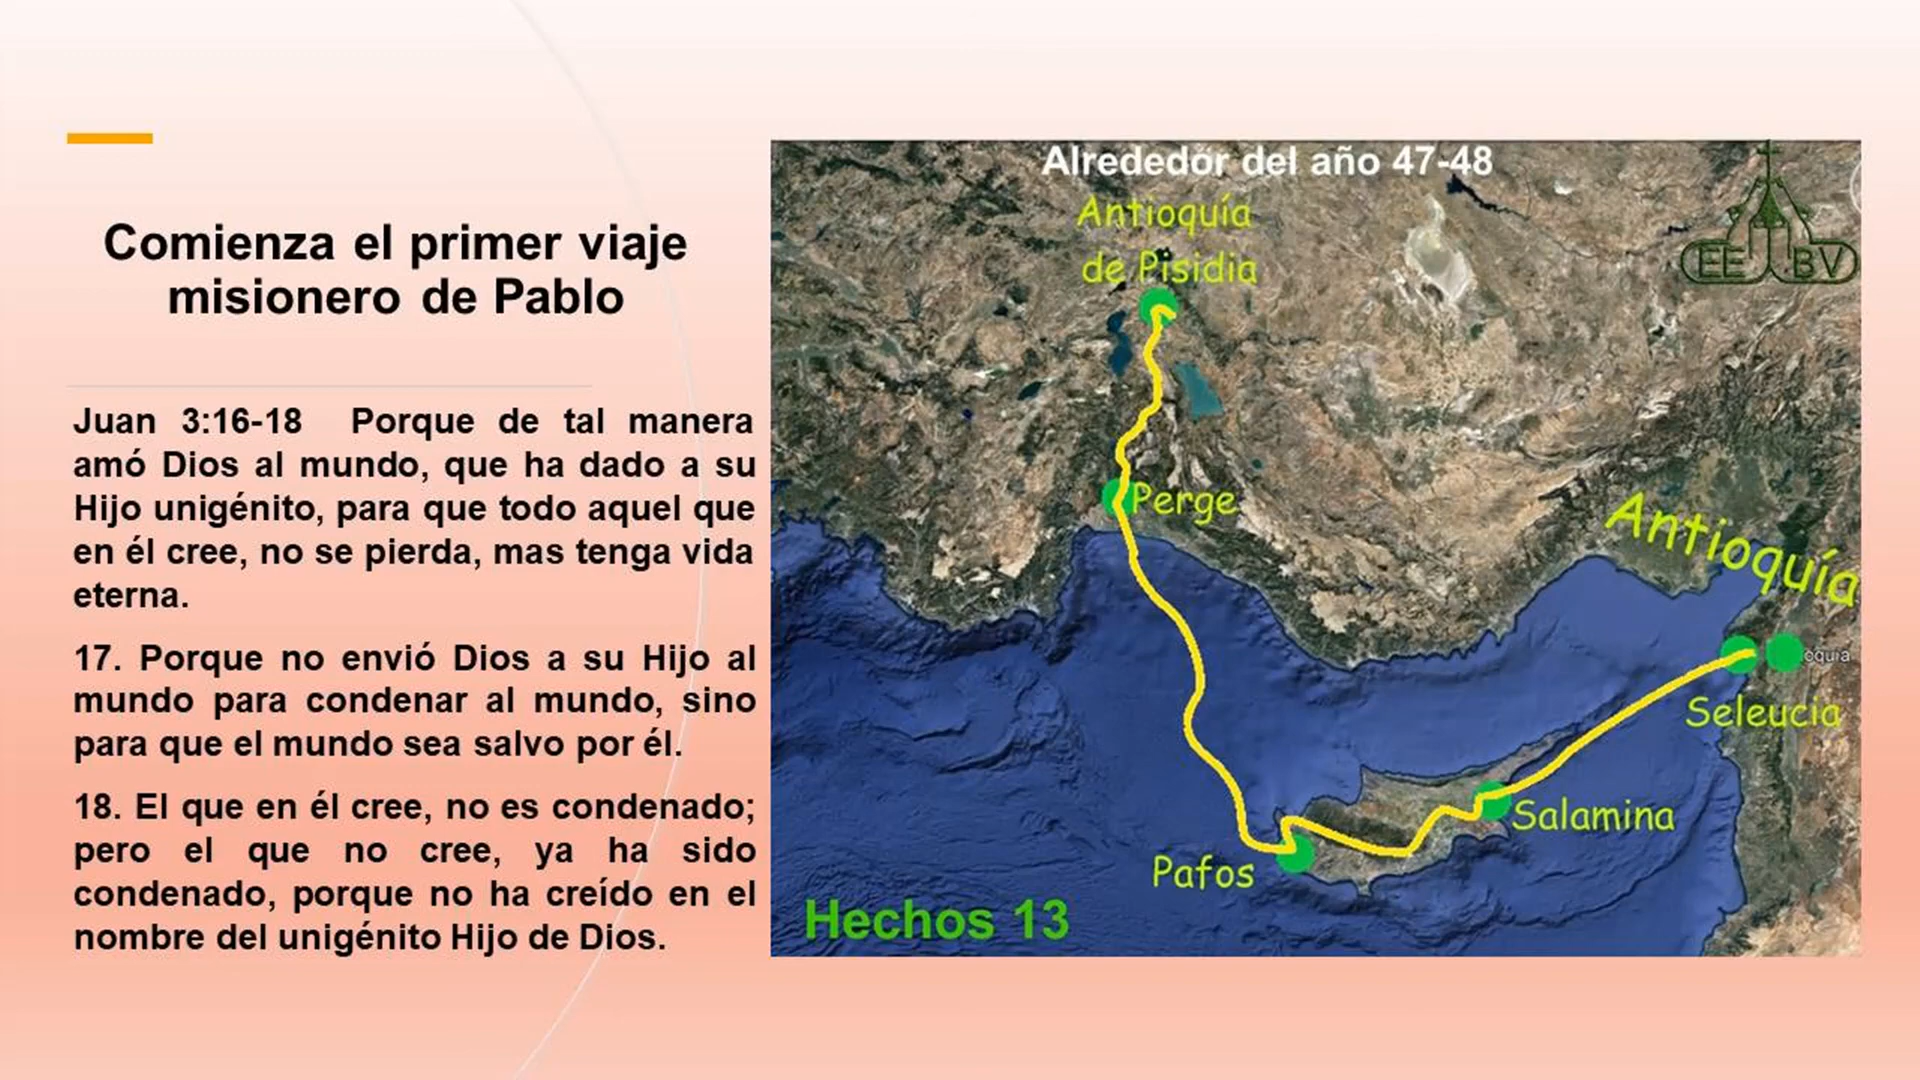 Comienza el primer viaje
misionero de Pablo
Juan 3:16-18 Porque de tal manera
amó Dios al mundo, que ha dado a su
Hijo unigénito, para que todo aquel que
en él cree, no se pierda, mas tenga vida
eterna.
17. Porque no envió Dios a su Hijo al
mundo para condenar al mundo, sino
para que el mundo sea salvo por él.
18. El que en él cree, no es condenado;
pero el que no cree, ya ha sido
condenado, porque no ha creído en el
nombre del unigénito Hijo de Dios.
Alrededor del año 47-48
Antioquía
de Pisidia
EE BV
Perge
Antioquía
oquia
Seleucia
Salamina
Pafos
Hechos 13